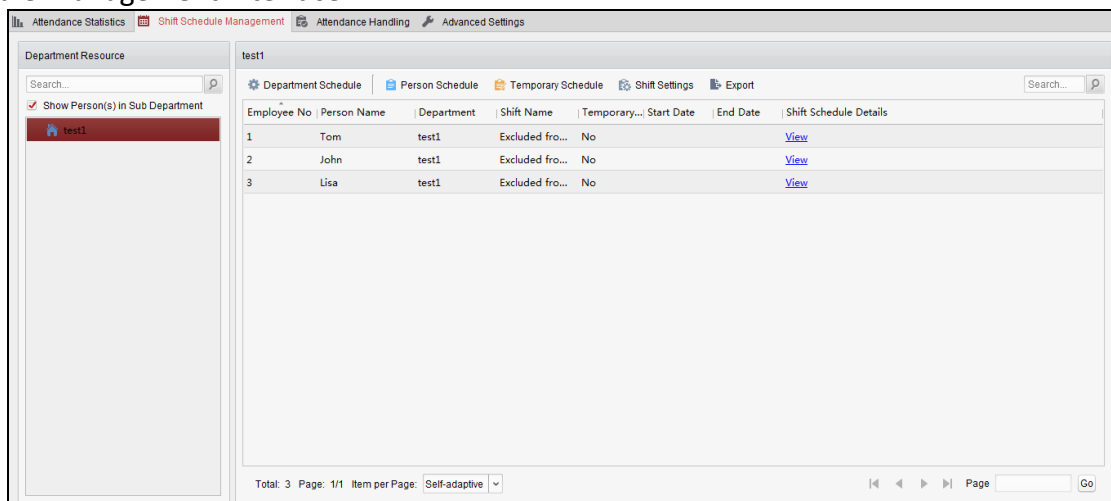 Attendance Statistics Shift Schedule Management Attendance Handling Advanced Settings
Department Resource
Search...
Show Person(s) in Sub Department
test1
test1
Department Schedule Person Schedule Temporary Schedule Shift Settings Export Search...
Employee No Person Name Department Shift Name Temporary... Start Date End Date Shift Schedule Details
1 Tom test1 Excluded fro... No View
2 John test1 Excluded fro... No View
3 Lisa test1 Excluded fro... No View
Total: 3 Page: 1/1 Item per Page: Self-adaptive Page Go